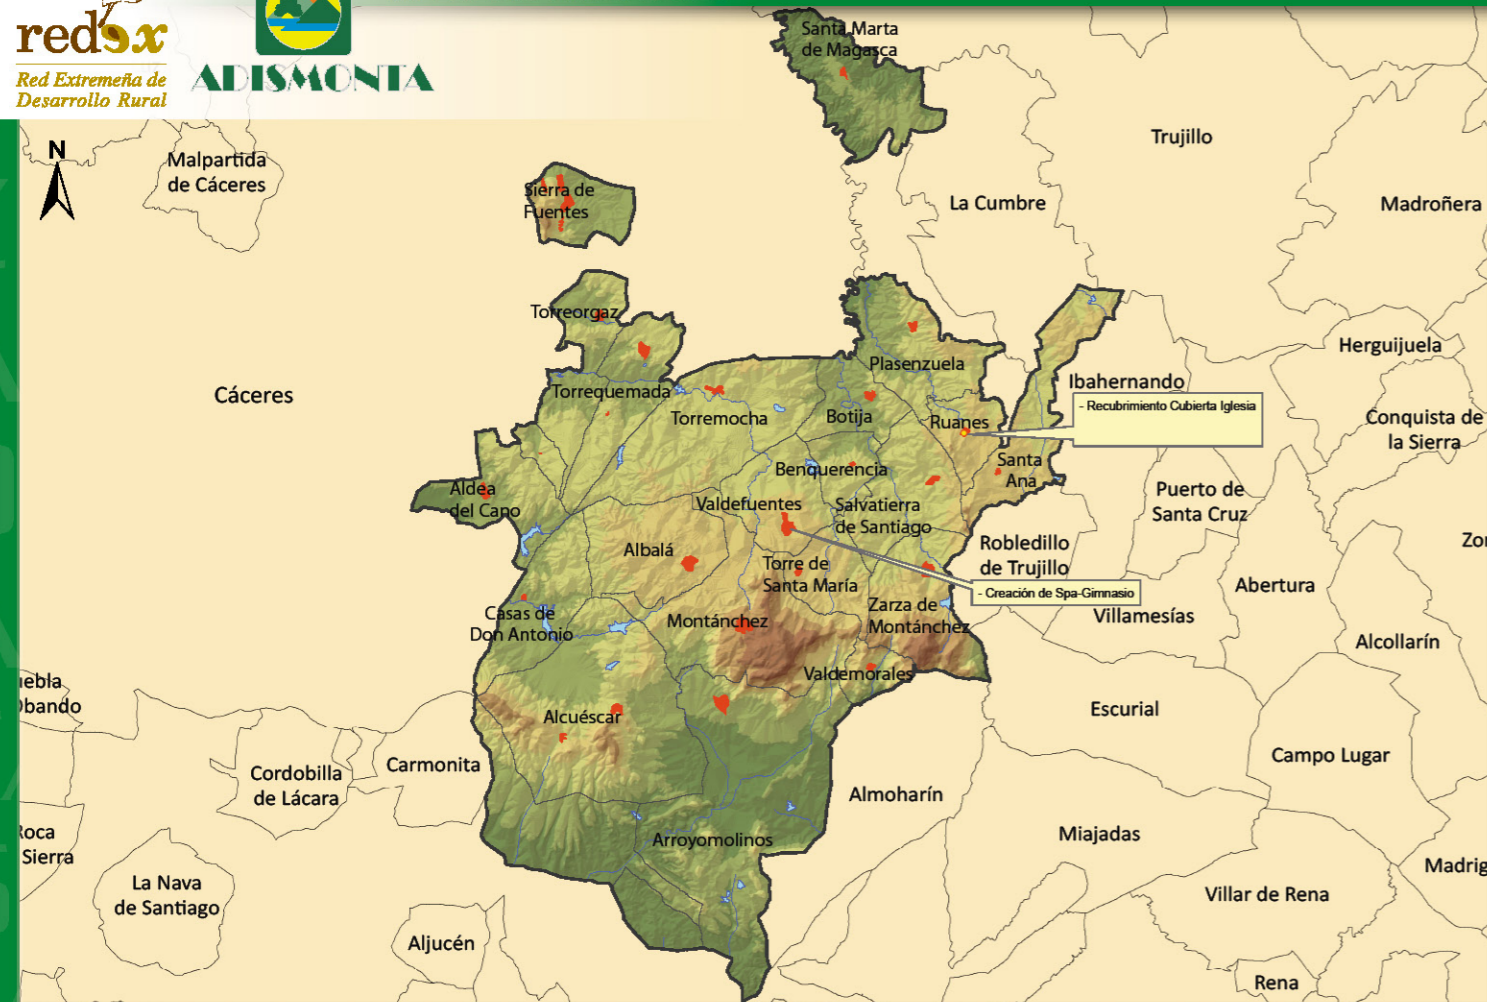 redex
Red Extremeña de
Desarrollo Rural
ADISMONTA
N
Santa Marta
de Magasca
Trujillo
Malpartida
de Cáceres
Sierra de
Fuentes
La Cumbre
Madroñera
Torreorgaz
Plasenzuela
Herguijuela
Cáceres
Torrequemada
Torremocha
Botija
Ruanes
Ibahernando
- Recubrimiento Cubierta Iglesia
Conquista de
la Sierra
Aldea
del Cano
Benquerencia
Santa
Ana
Valdefuentes
Salvatierra
de Santiago
Puerto de
Santa Cruz
Albalá
Torre de
Santa María
Robledillo
de Trujillo
Abertura
- Creación de Spa-Gimnasio
Casas de
Don Antonio
Montánchez
Zarza de
Montánchez
Villamesías
Alcollarín
Valdemorales
Obando
Alcuéscar
Escurial
Cordobilla
de Lácara
Carmonita
Almoharín
Campo Lugar
Roca
Sierra
Arroyomolinos
Miajadas
La Nava
de Santiago
Villar de Rena
Aljucén
Rena